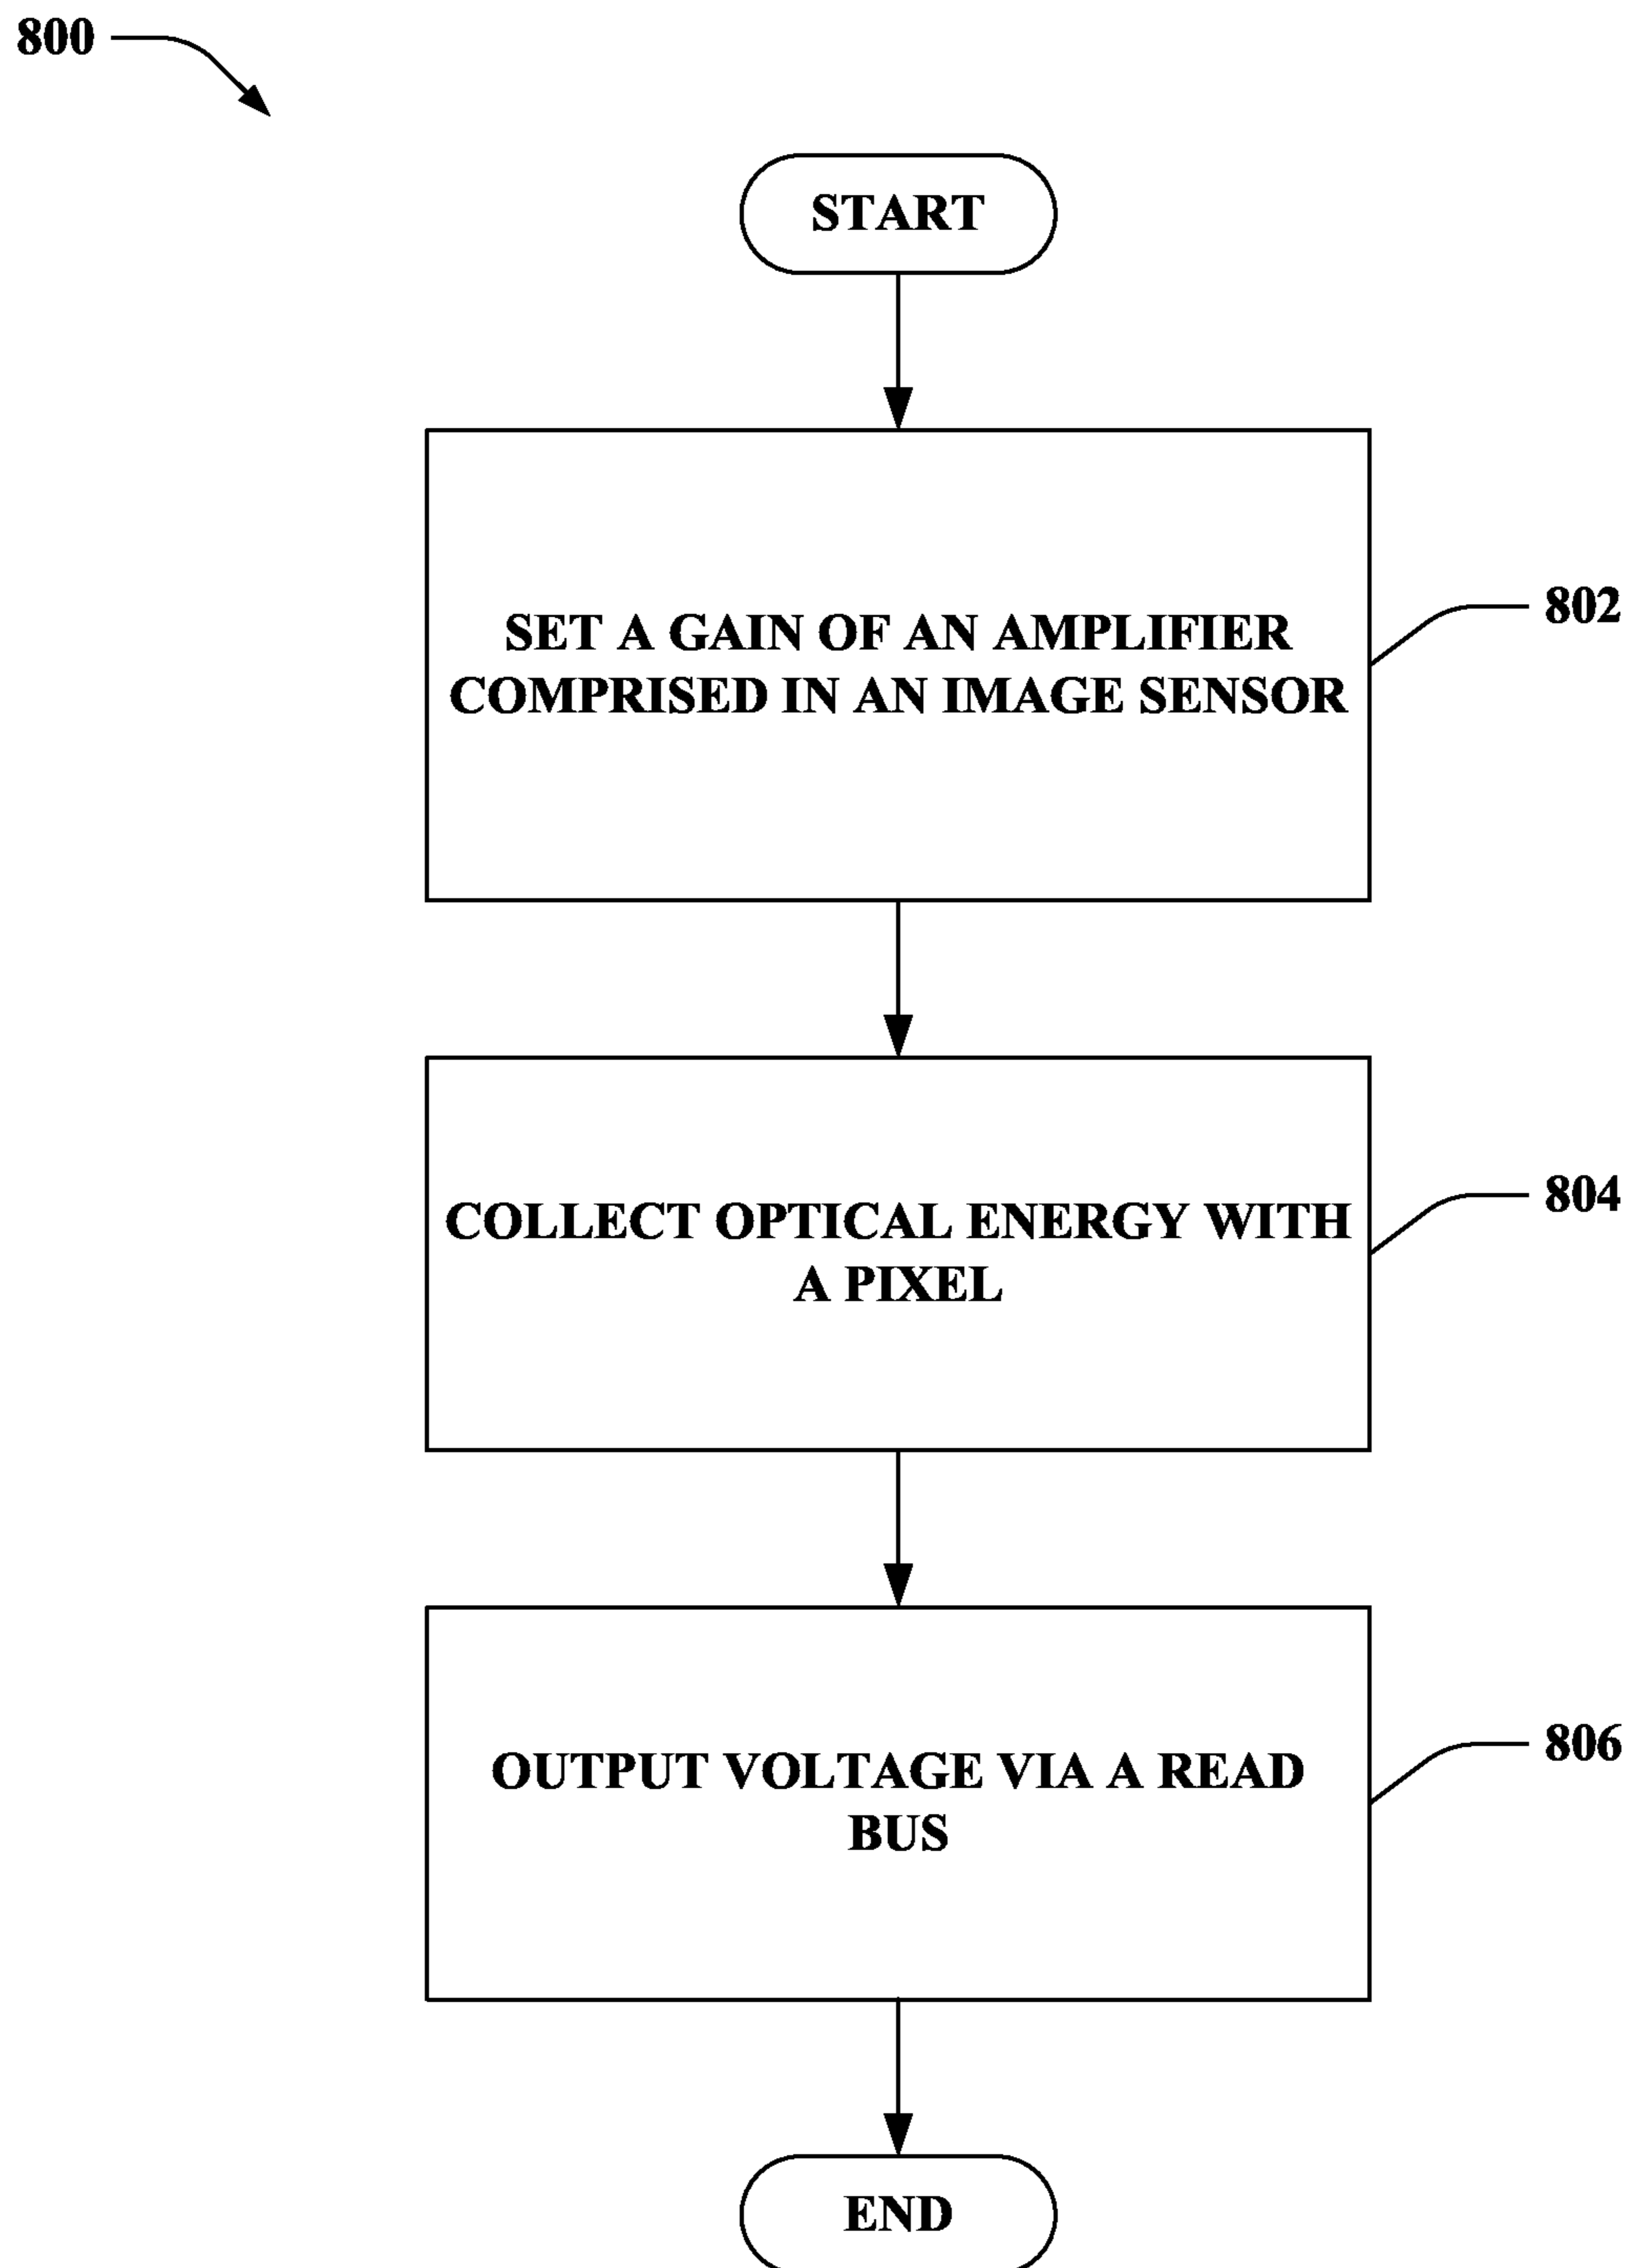 800
START
SET A GAIN OF AN AMPLIFIER
COMPRISED IN AN IMAGE SENSOR
802
COLLECT OPTICAL ENERGY WITH
A PIXEL
804
OUTPUT VOLTAGE VIA A READ
BUS
806
END